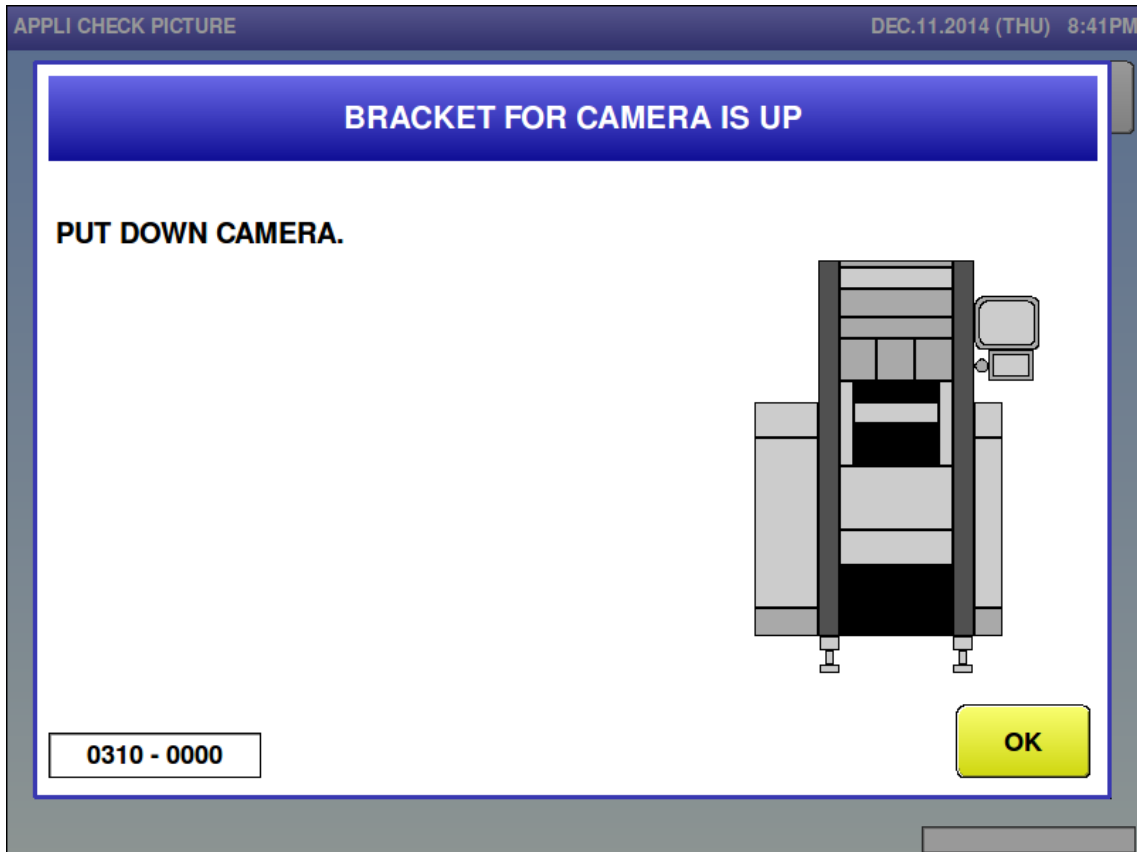 APPLI CHECK PICTURE DEC.11.2014 (THU) 8:41PM
BRACKET FOR CAMERA IS UP
PUT DOWN CAMERA.
0310 - 0000
OK